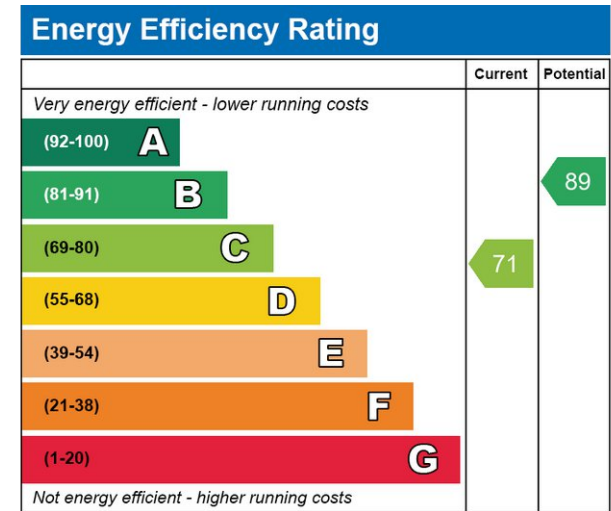 Energy Efficiency Rating
Current Potential
Very energy efficient - lower running costs
(92-100) A
(81-91) B
89
(69-80) C
71
(55-68) D
(39-54) E
(21-38) F
(1-20) G
Not energy efficient - higher running costs